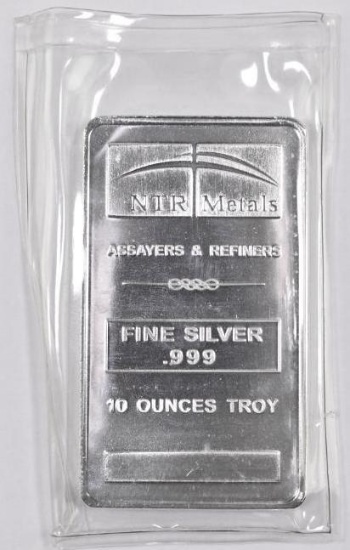 NTR Metals
ASSAYERS & REFINERS
FINE SILVER
.999
10 OUNCES TROY